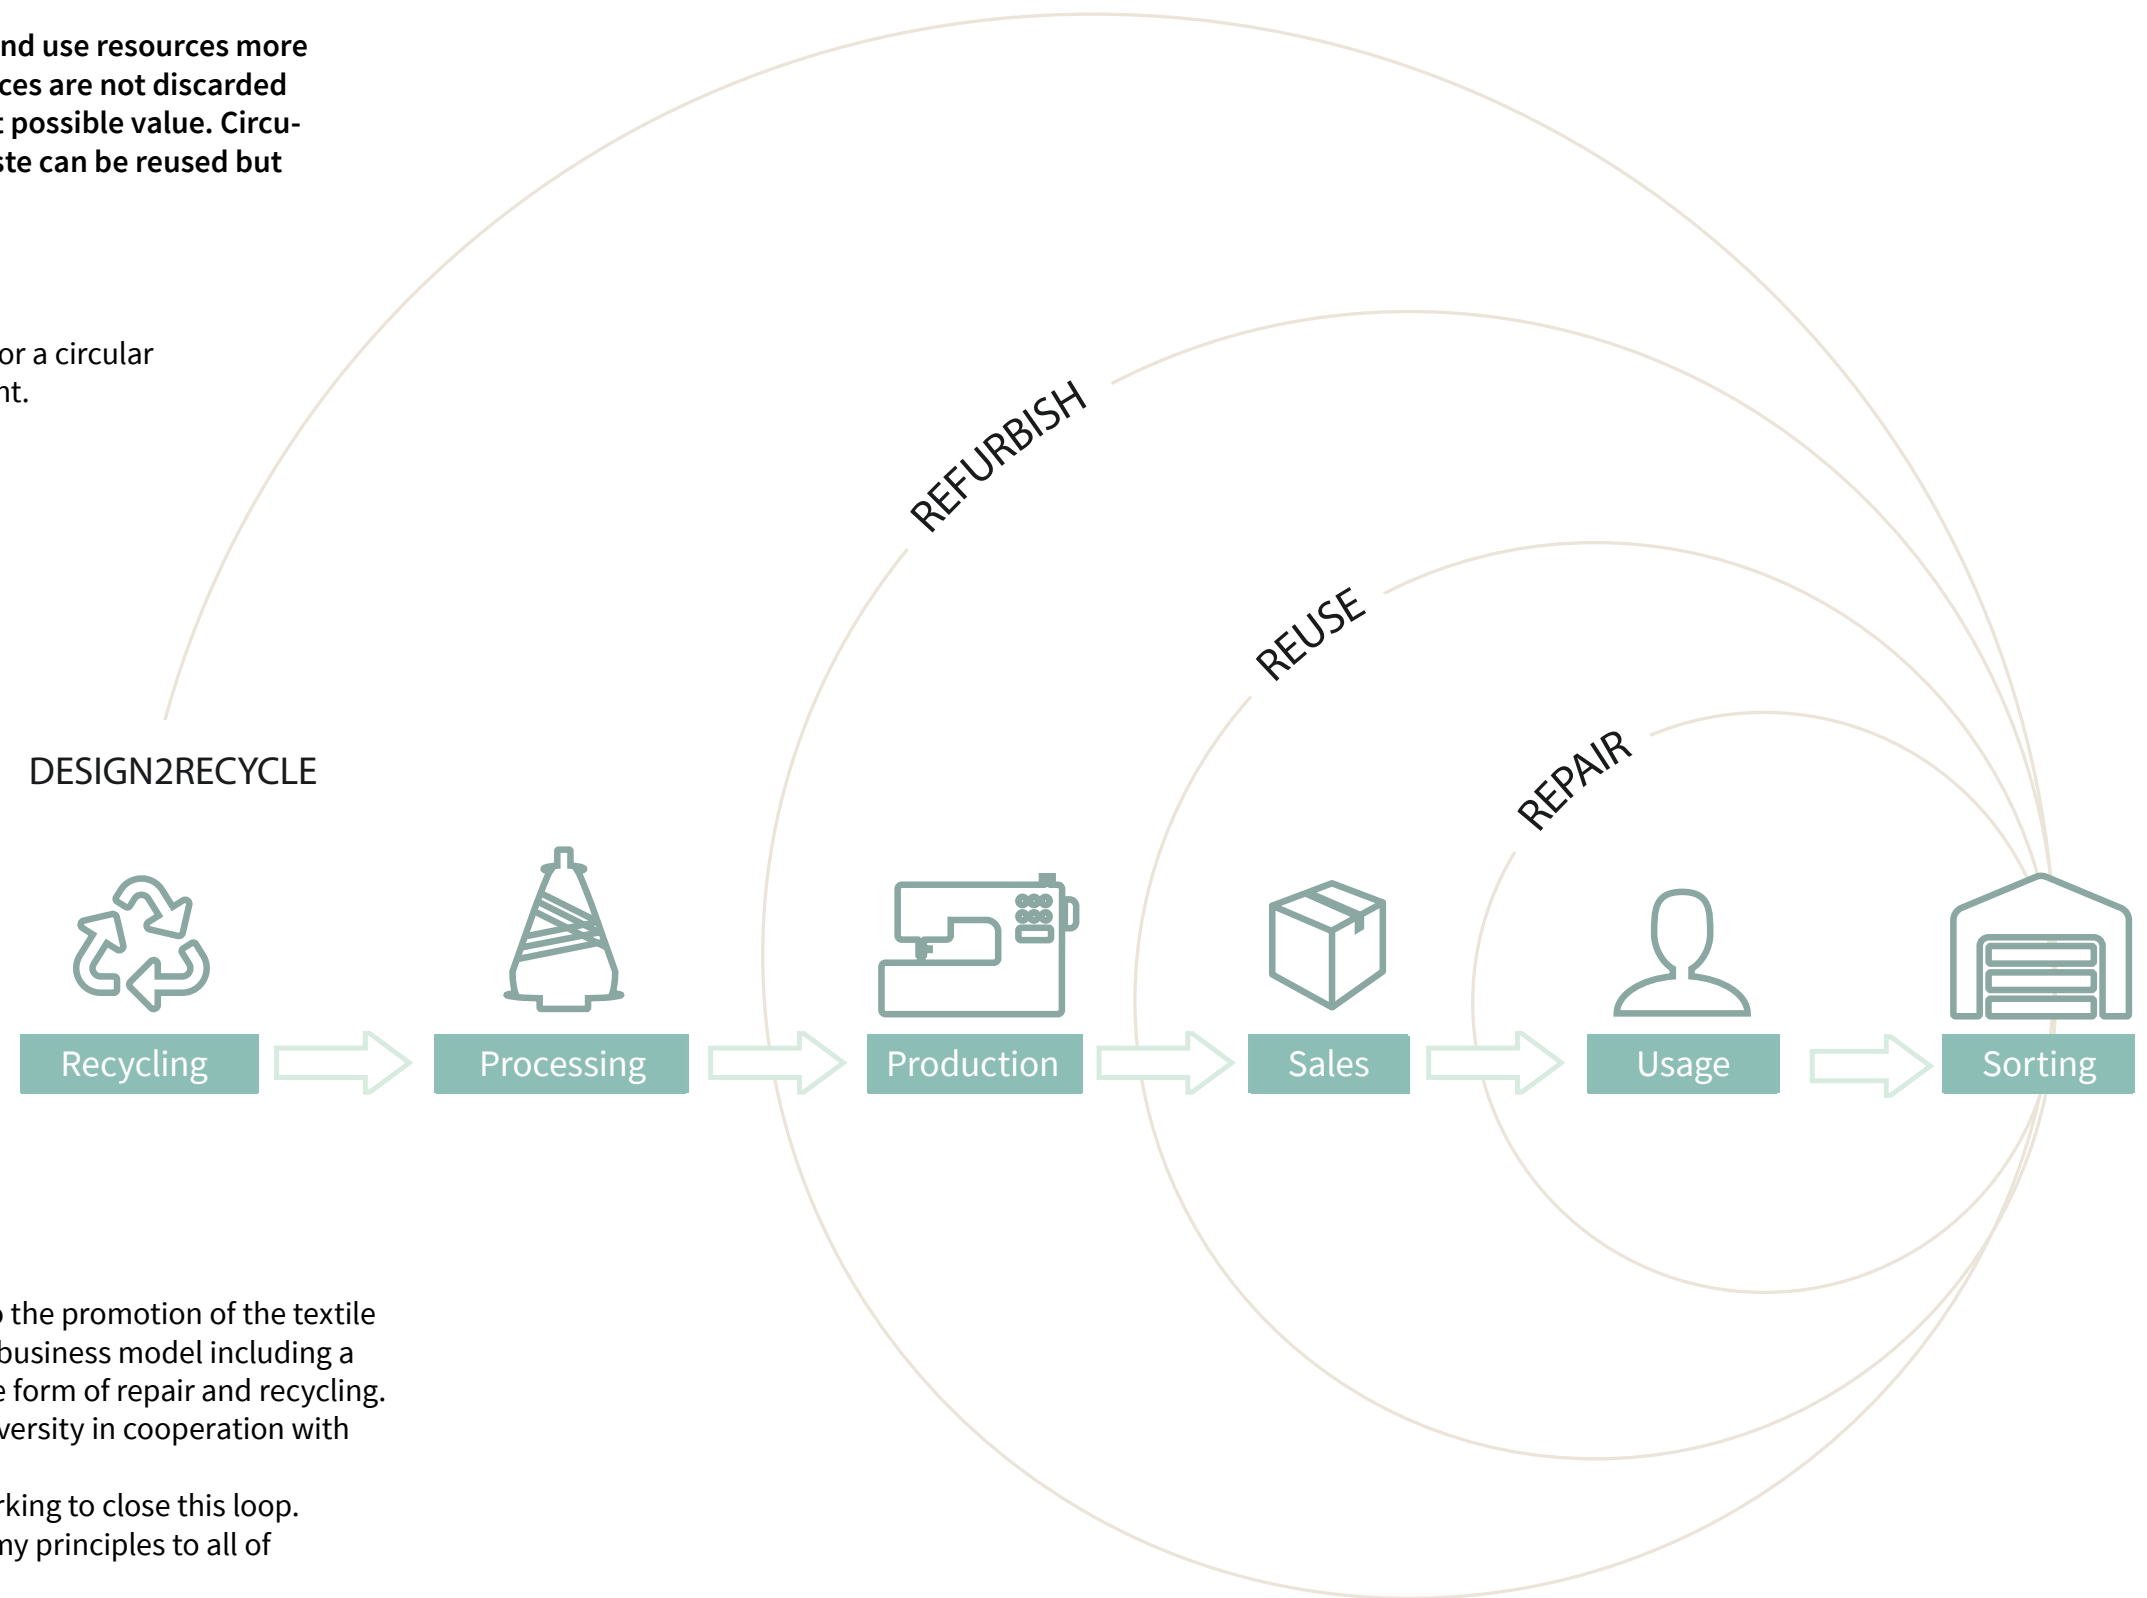 nd use resources more
ces are not discarded
t possible value. Circu-
ste can be reused but
or a circular
nt.
REFURBISH
REUSE
REPAIR
DESIGN2RECYCLE
Recycling
Processing
Production
Sales
Usage
Sorting
o the promotion of the textile
business model including a
e form of repair and recycling.
versity in cooperation with
rking to close this loop.
my principles to all of